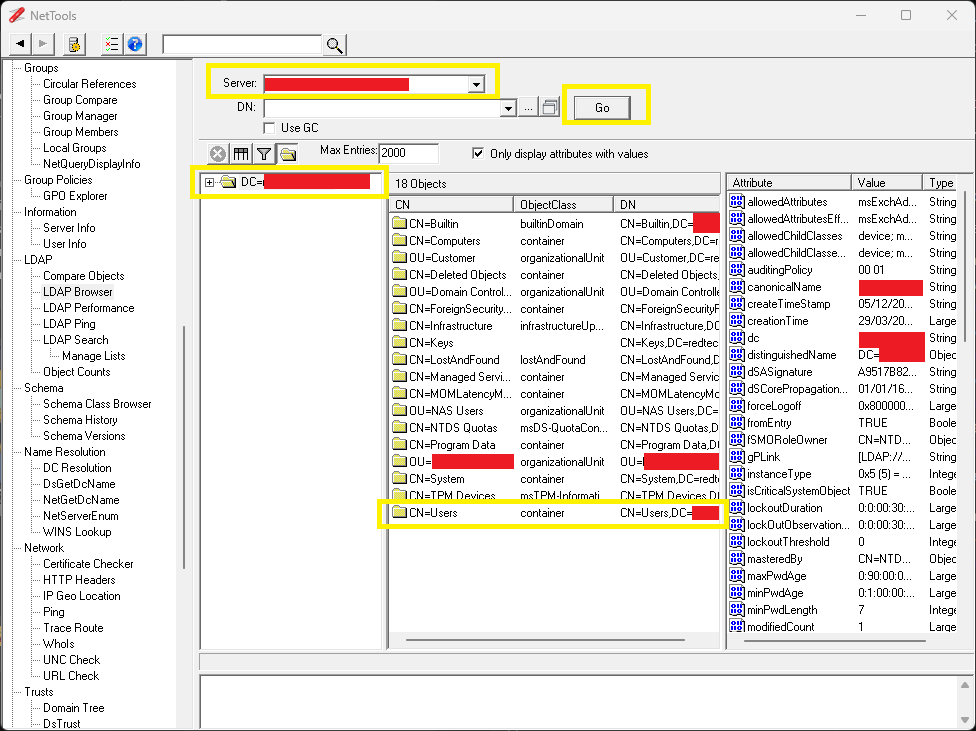 NetTools
Groups
Circular References
Group Compare
Group Manager
Group Members
Local Groups
NetQueryDisplayInfo
Group Policies
GPO Explorer
Information
Server Info
User Info
LDAP
Compare Objects
LDAP Browser
LDAP Performance
LDAP Ping
LDAP Search
Manage Lists
Object Counts
Schema
Schema Class Browser
Schema History
Schema Versions
Name Resolution
DC Resolution
DsGetDcName
NetGetDcName
NetServerEnum
WINS Lookup
Network
Certificate Checker
HTTP Headers
IP Geo Location
Ping
Trace Route
WhoIs
UNC Check
URL Check
Trusts
Domain Tree
DsTrust
Server:
DN:
...
Go
Use GC
Max Entries: 2000
Only display attributes with values
DC=
18 Objects
CN ObjectClass DN
CN=Builtin builtinDomain CN=Builtin,DC=
CN=Computers container CN=Computers,DC=r
OU=Customer organizationalUnit OU=Customer,DC=re
CN=Deleted Objects container CN=Deleted Objects,
OU=Domain Control... organizationalUnit OU=Domain Controlle
CN=ForeignSecurity... container CN=ForeignSecurityF
CN=Infrastructure infrastructureUp... CN=Infrastructure,DC
CN=Keys container CN=Keys,DC=redtec
CN=LostAndFound lostAndFound CN=LostAndFound,D
CN=Managed Servi... container CN=Managed Service
CN=MOMLatencyM... container CN=MOMLatencyMo
OU=NAS Users organizationalUnit OU=NAS Users,DC=
CN=NTDS Quotas msDS-QuotaCon... CN=NTDS Quotas,D
CN=Program Data container CN=Program Data,D
OU= organizationalUnit OU=
CN=System container CN=System,DC=redt
CN=TPM Devices msTPM-Informati... CN=TPM Devices,D
CN=Users container CN=Users,DC=
Attribute Value Type
allowedAttributes msExchAd... String
allowedAttributesEff... msExchAd... String
allowedChildClasses device; m... String
allowedChildClasse... device; m... String
auditingPolicy 00 01 String
canonicalName String
createTimeStamp 05/12/20... String
creationTime 29/03/20... Large
dc String
distinguishedName DC= Objec
dSASignature A9517B82... String
dSCorePropagation... 01/01/16... String
forceLogoff 0x800000... Large
fromEntry TRUE Boole
fSMORoleOwner CN=NTD... Objec
gPLink [LDAP://... String
instanceType 0x5 (5) = ... Intege
isCriticalSystemObject TRUE Boole
lockoutDuration 0:0:00:30:... Large
lockOutObservation... 0:0:00:30:... Large
lockoutThreshold 0 Intege
masteredBy CN=NTD... Objec
maxPwdAge 0:90:00:0... Large
minPwdAge 0:1:00:00:... Large
minPwdLength 7 Intege
modifiedCount 1 Large